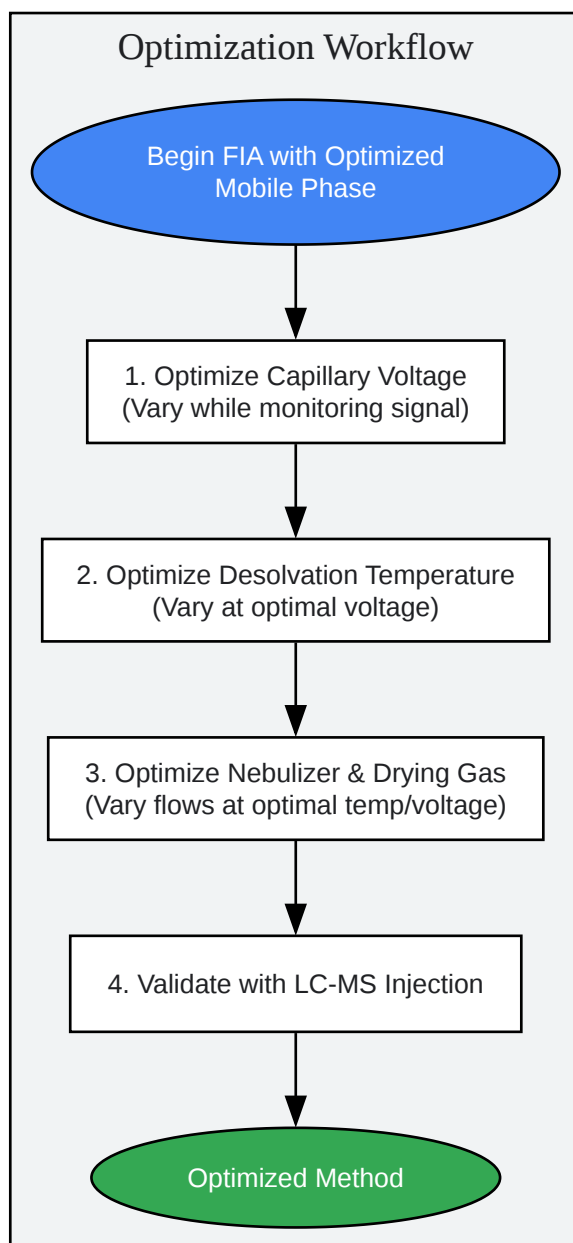 Optimization Workflow
Begin FIA with Optimized
Mobile Phase
1. Optimize Capillary Voltage
(Vary while monitoring signal)
2. Optimize Desolvation Temperature
(Vary at optimal voltage)
3. Optimize Nebulizer & Drying Gas
(Vary flows at optimal temp/voltage)
4. Validate with LC-MS Injection
Optimized Method